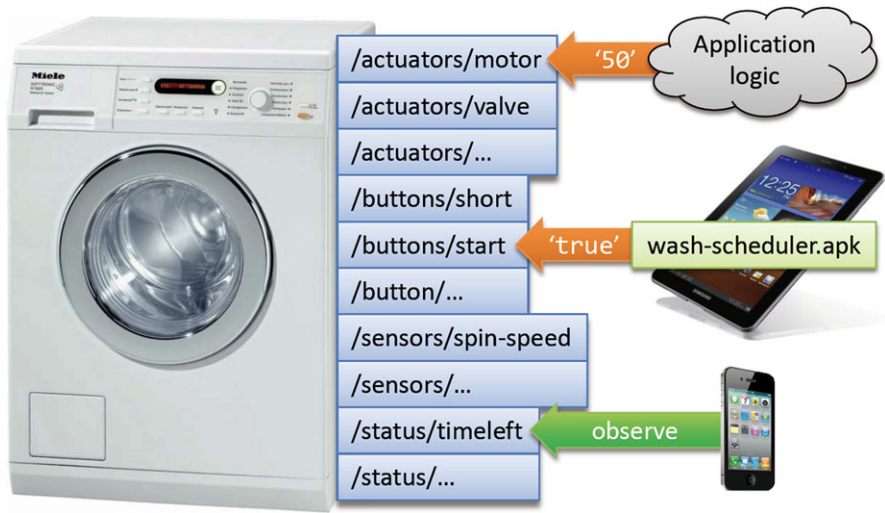 Miele
/actuators/motor
'50'
Application
logic
/actuators/valve
/actuators/...
12:25
/buttons/short
/buttons/start
'true'
wash-scheduler.apk
/button/...
SAMSUNG
/sensors/spin-speed
/sensors/...
/status/timeleft
observe
/status/...